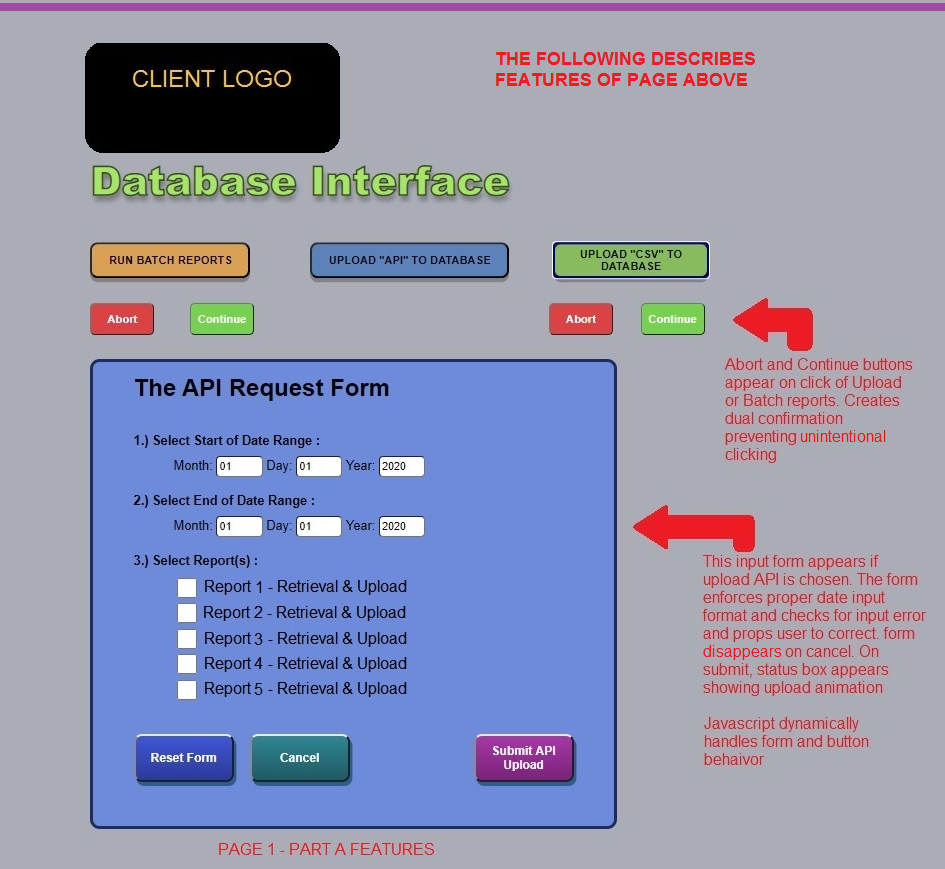 CLIENT LOGO
THE FOLLOWING DESCRIBES
FEATURES OF PAGE ABOVE
Database Interface
RUN BATCH REPORTS
UPLOAD "API" TO DATABASE
UPLOAD "CSV" TO
DATABASE
Abort
Continue
Abort
Continue
Abort and Continue buttons
appear on click of Upload
or Batch reports. Creates
dual confirmation
preventing unintentional
clicking
The API Request Form
1.) Select Start of Date Range :
Month: 01 Day: 01 Year: 2020
2.) Select End of Date Range :
Month: 01 Day: 01 Year: 2020
3.) Select Report(s) :
Report 1 - Retrieval & Upload
Report 2 - Retrieval & Upload
Report 3 - Retrieval & Upload
Report 4 - Retrieval & Upload
Report 5 - Retrieval & Upload
Reset Form
Cancel
Submit API
Upload
This input form appears if
upload API is chosen. The form
enforces proper date input
format and checks for input error
and props user to correct. form
disappears on cancel. On
submit, status box appears
showing upload animation
Javascript dynamically
handles form and button
behaivor
PAGE 1 - PART A FEATURES